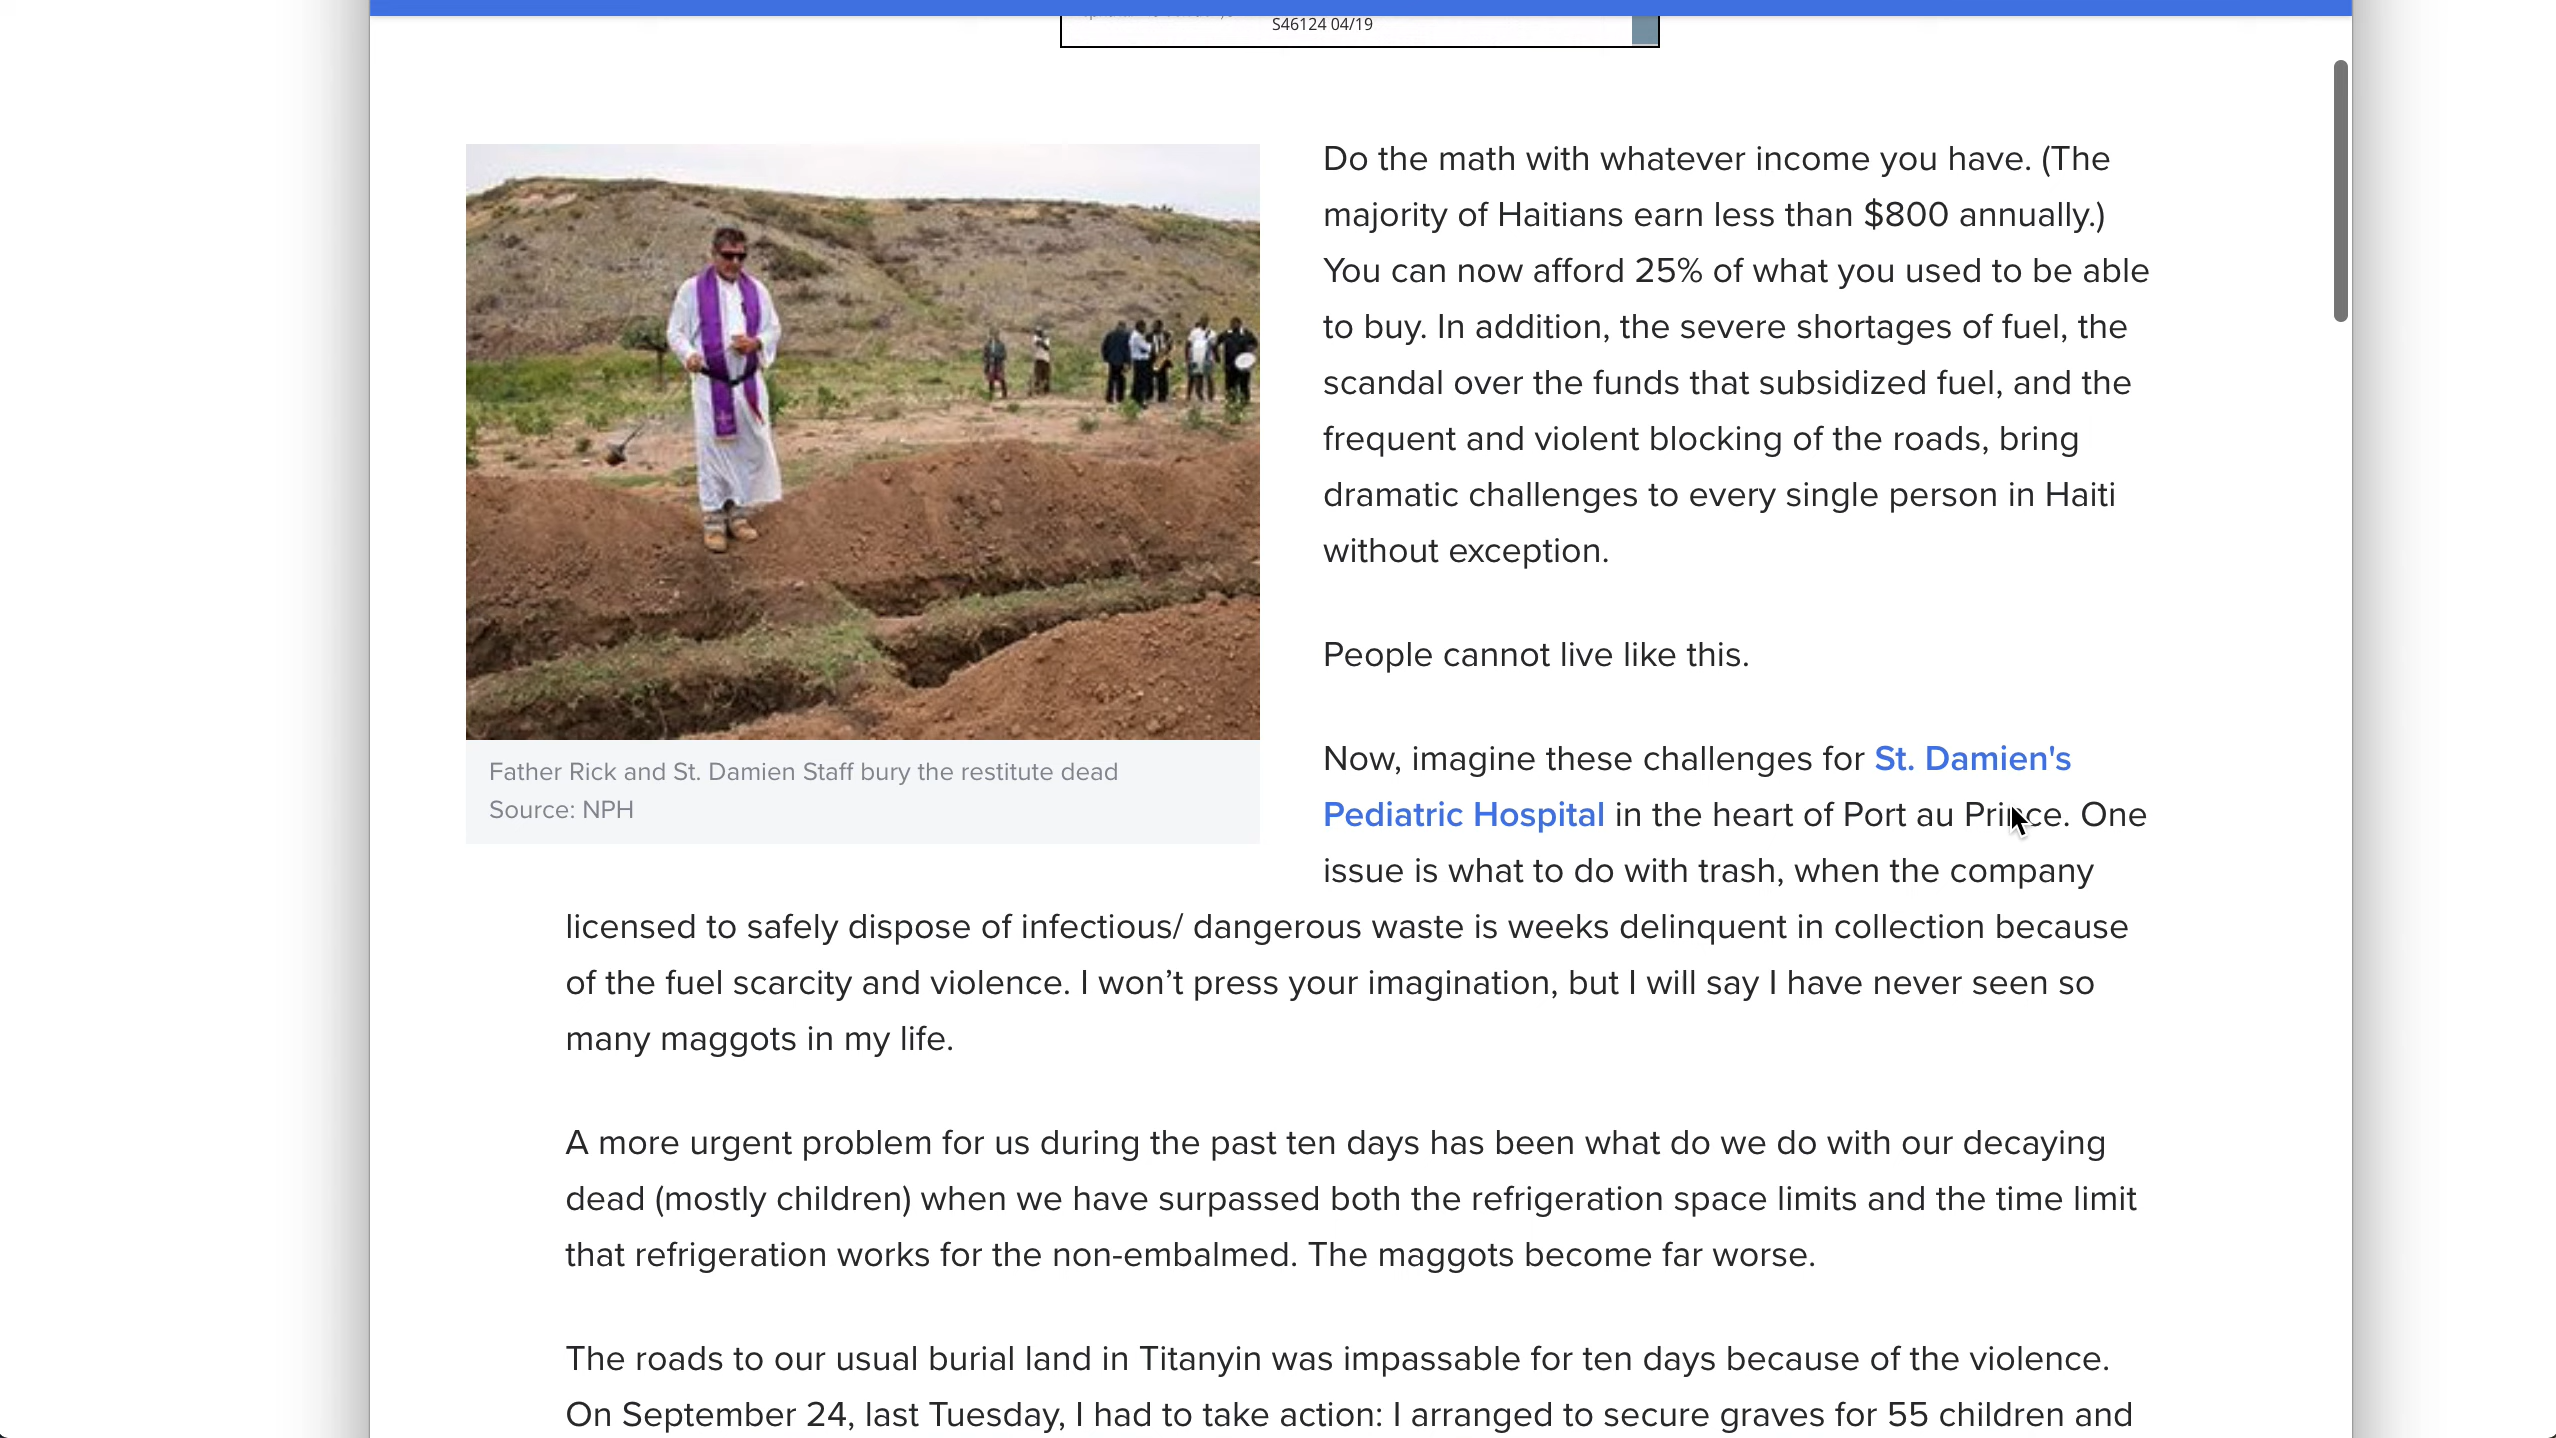 S46124 04/19
Do the math with whatever income you have. (The
majority of Haitians earn less than $800 annually.)
You can now afford 25% of what you used to be able
to buy. In addition, the severe shortages of fuel, the
scandal over the funds that subsidized fuel, and the
frequent and violent blocking of the roads, bring
dramatic challenges to every single person in Haiti
without exception.
People cannot live like this.
Now, imagine these challenges for St. Damien's
Pediatric Hospital in the heart of Port au Prince. One
issue is what to do with trash, when the company
licensed to safely dispose of infectious/ dangerous waste is weeks delinquent in collection because
of the fuel scarcity and violence. I won’t press your imagination, but I will say I have never seen so
many maggots in my life.
Father Rick and St. Damien Staff bury the restitute dead
Source: NPH
A more urgent problem for us during the past ten days has been what do we do with our decaying
dead (mostly children) when we have surpassed both the refrigeration space limits and the time limit
that refrigeration works for the non-embalmed. The maggots become far worse.
The roads to our usual burial land in Titanyin was impassable for ten days because of the violence.
On September 24, last Tuesday, I had to take action: I arranged to secure graves for 55 children and